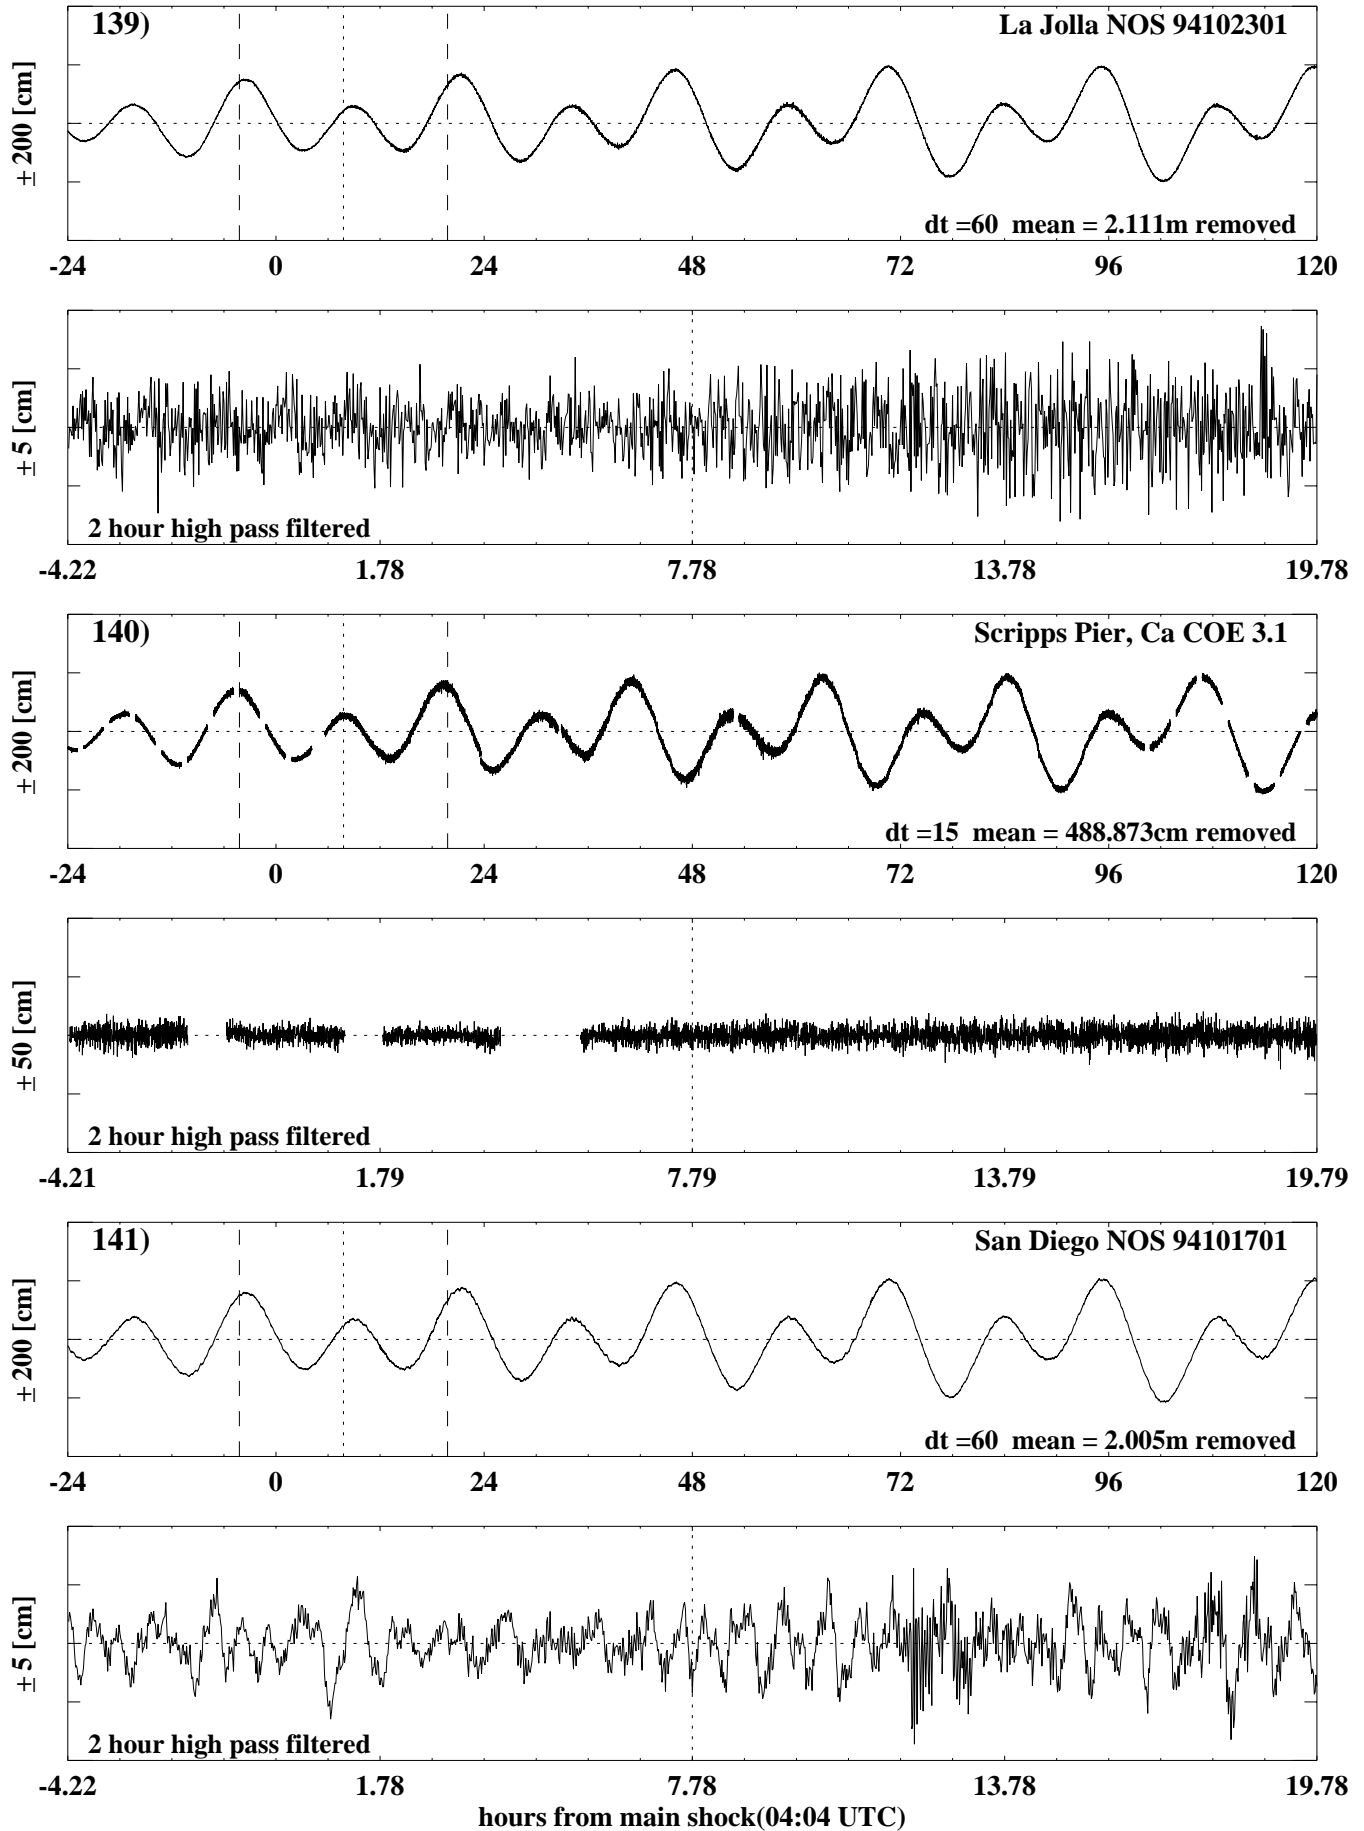 139) La Jolla NOS 94102301
± 200 [cm]
dt =60 mean = 2.111m removed
-24 0 24 48 72 96 120
± 5 [cm]
2 hour high pass filtered
-4.22 1.78 7.78 13.78 19.78
140) Scripps Pier, Ca COE 3.1
± 200 [cm]
dt =15 mean = 488.873cm removed
-24 0 24 48 72 96 120
± 50 [cm]
2 hour high pass filtered
-4.21 1.79 7.79 13.79 19.79
141) San Diego NOS 94101701
± 200 [cm]
dt =60 mean = 2.005m removed
-24 0 24 48 72 96 120
± 5 [cm]
2 hour high pass filtered
-4.22 1.78 7.78 13.78 19.78
hours from main shock(04:04 UTC)